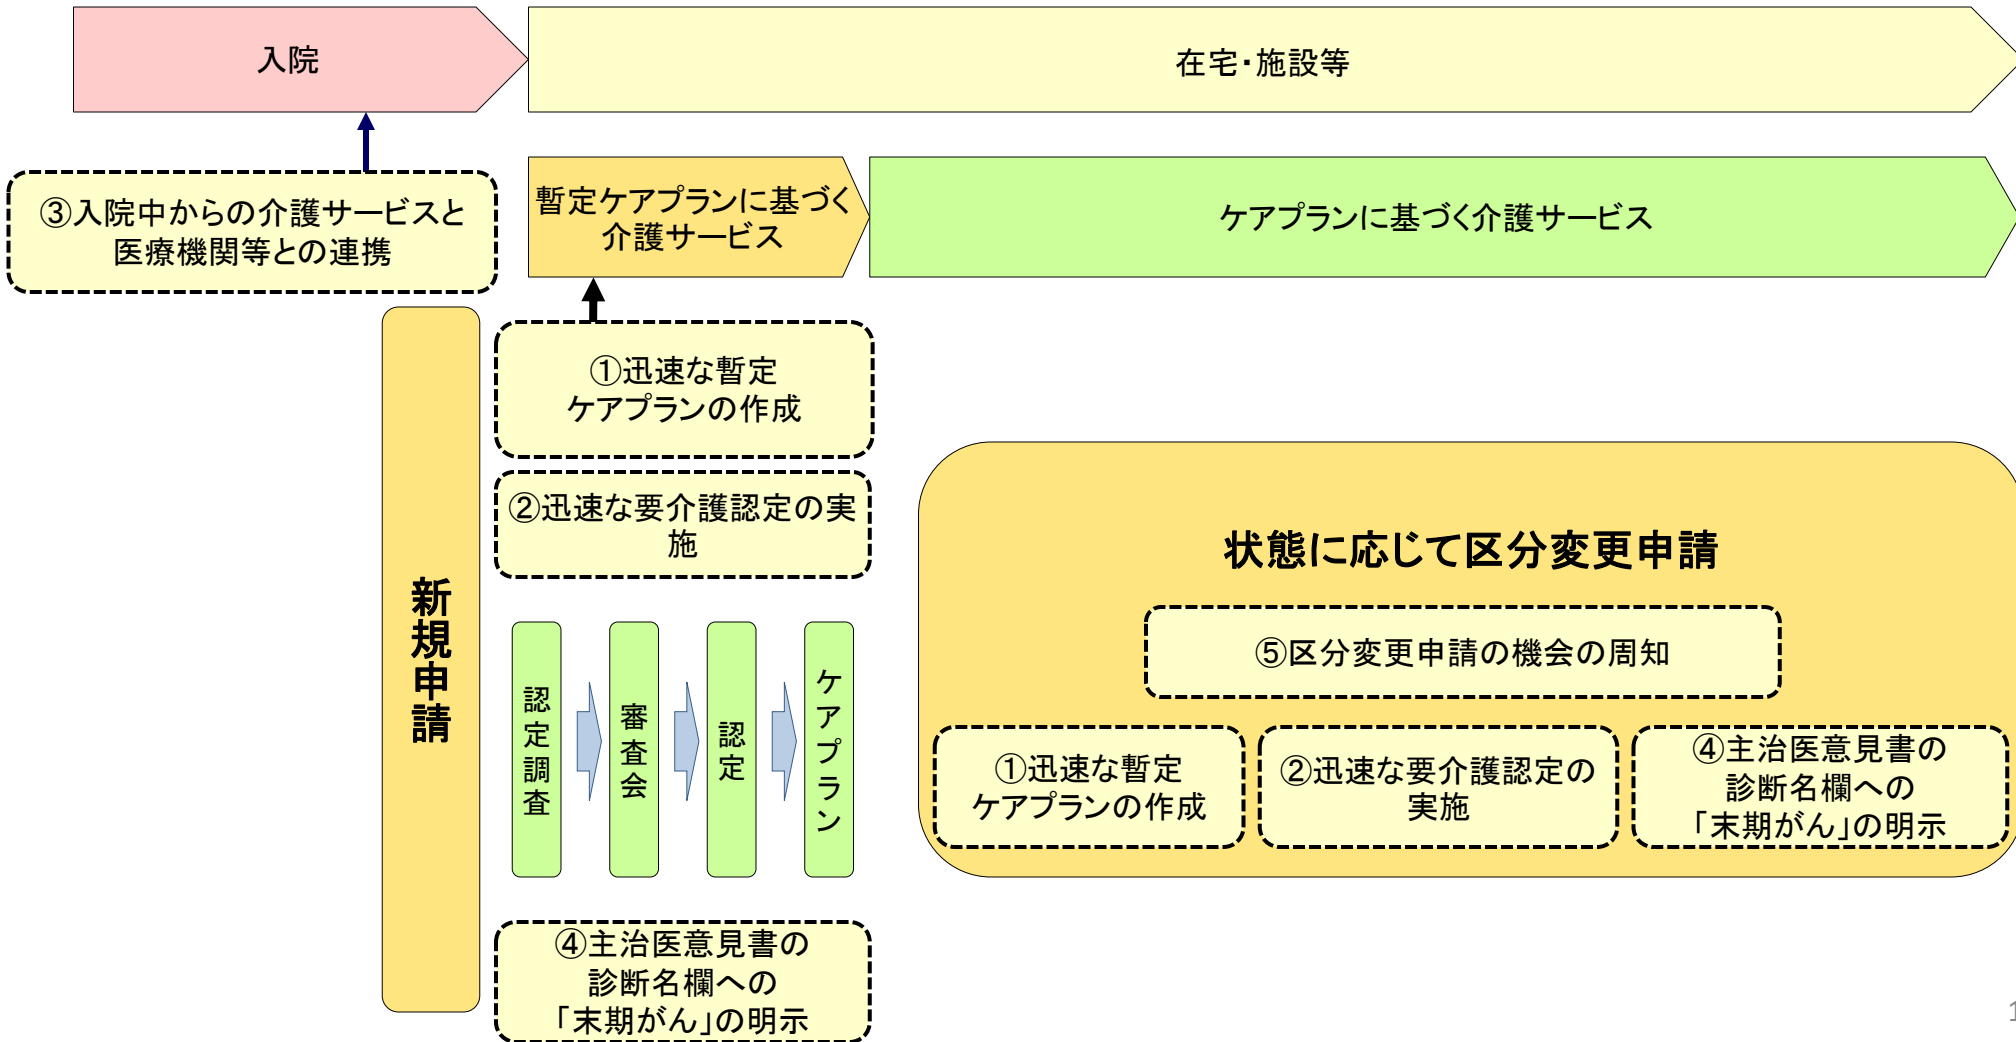 入院
在宅・施設等
③入院中からの介護サービスと
医療機関等との連携
暫定ケアプランに基づく
介護サービス
ケアプランに基づく介護サービス
新規申請
①迅速な暫定
ケアプランの作成
②迅速な要介護認定の実
施
認定調査
審査会
認定
ケアプラン
④主治医意見書の
診断名欄への
「末期がん」の明示
状態に応じて区分変更申請
⑤区分変更申請の機会の周知
①迅速な暫定
ケアプランの作成
②迅速な要介護認定の
実施
④主治医意見書の
診断名欄への
「末期がん」の明示